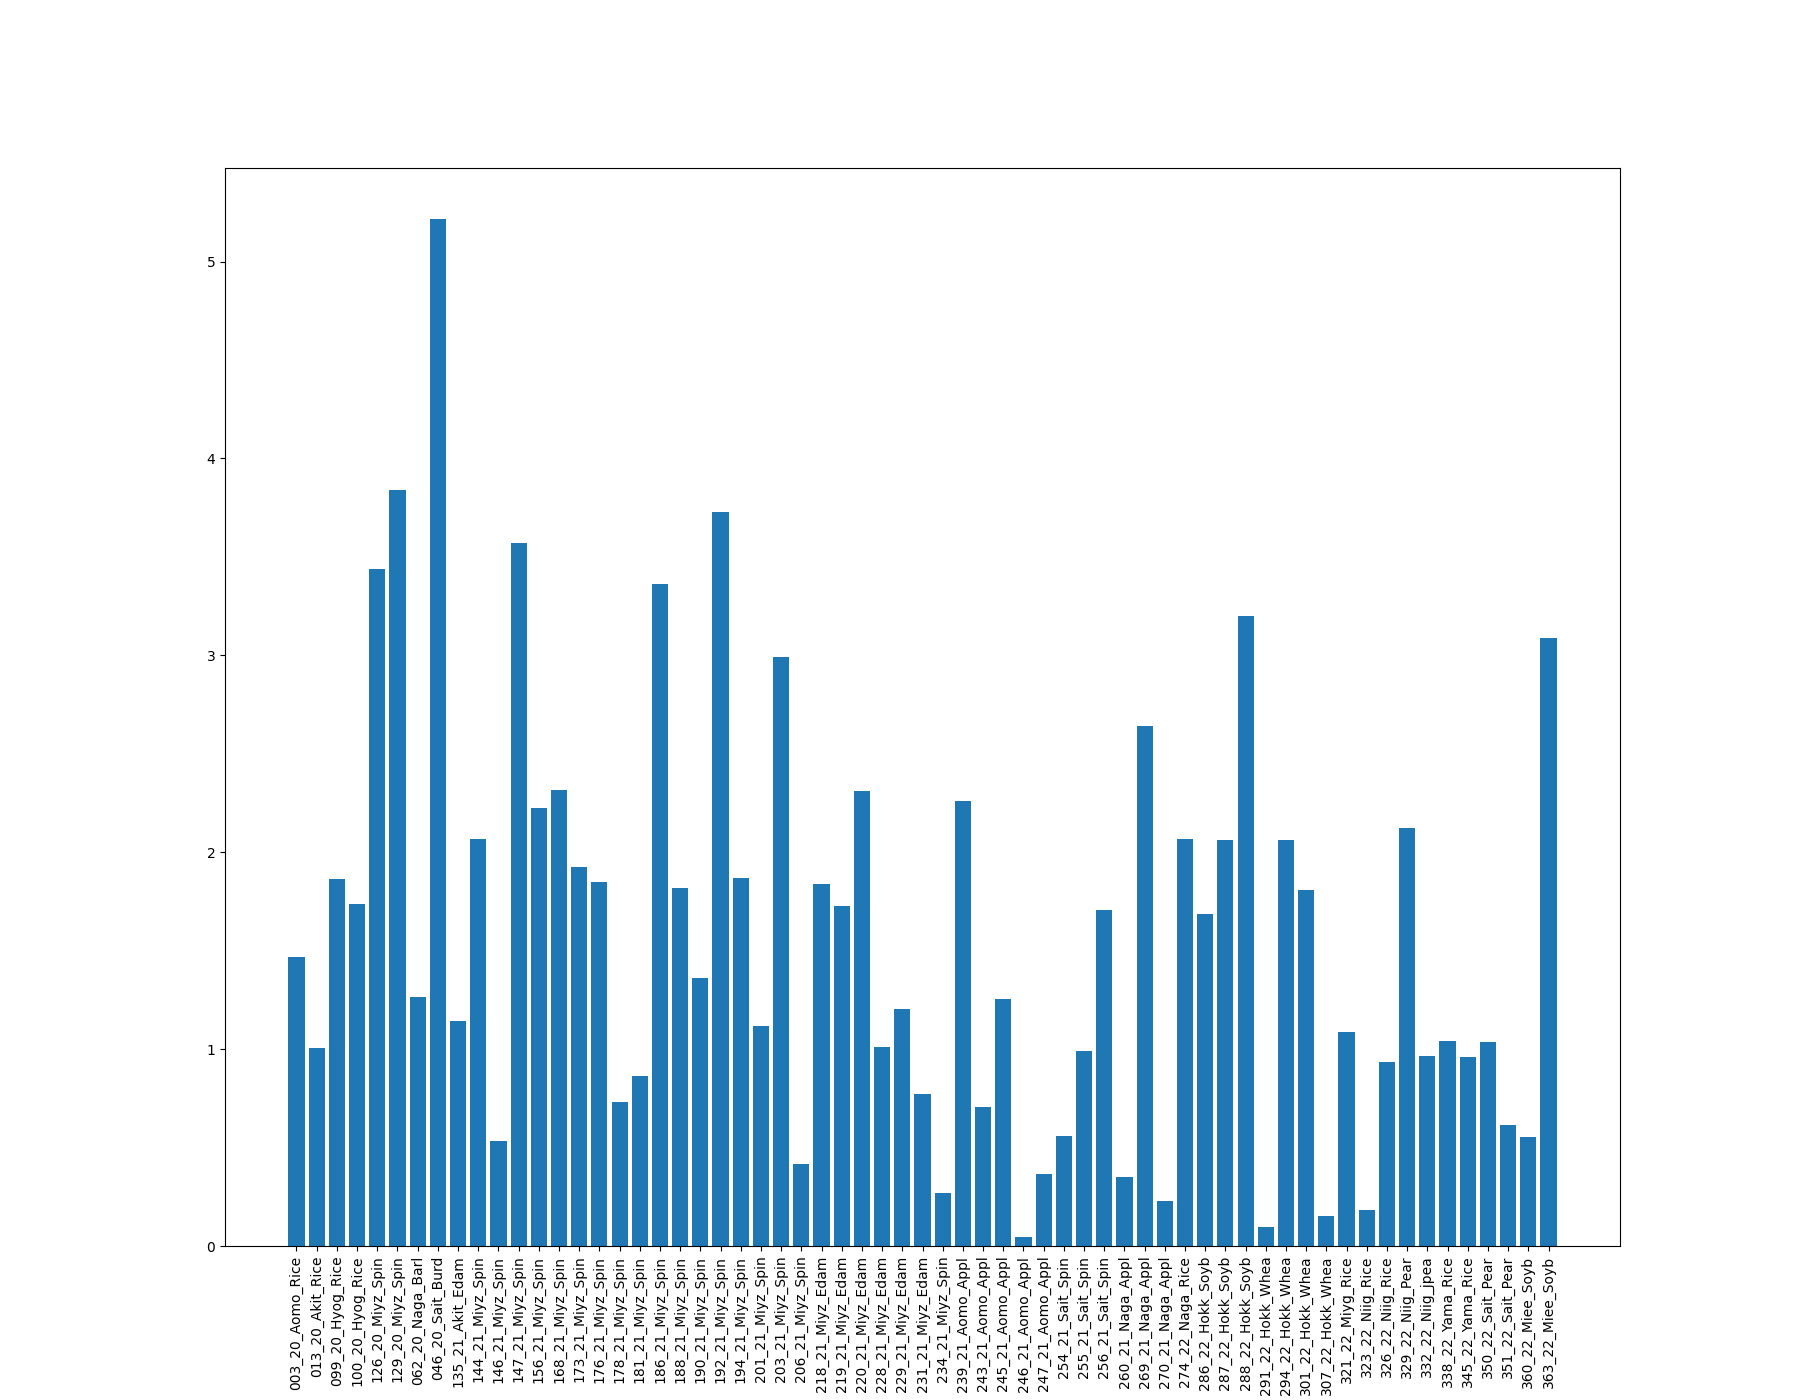 5
4
3
2
1
0
003_20_Aomo_Rice
013_20_Akit_Rice
099_20_Hyog_Rice
100_20_Hyog_Rice
126_20_Miyz_Spin
129_20_Miyz_Spin
062_20_Naga_Barl
046_20_Sait_Burd
135_21_Akit_Edam
144_21_Miyz_Spin
146_21_Miyz_Spin
147_21_Miyz_Spin
156_21_Miyz_Spin
168_21_Miyz_Spin
173_21_Miyz_Spin
176_21_Miyz_Spin
178_21_Miyz_Spin
181_21_Miyz_Spin
186_21_Miyz_Spin
188_21_Miyz_Spin
190_21_Miyz_Spin
192_21_Miyz_Spin
194_21_Miyz_Spin
201_21_Miyz_Spin
203_21_Miyz_Spin
206_21_Miyz_Spin
218_21_Miyz_Edam
219_21_Miyz_Edam
220_21_Miyz_Edam
228_21_Miyz_Edam
229_21_Miyz_Edam
231_21_Miyz_Edam
234_21_Miyz_Spin
239_21_Aomo_Appl
243_21_Aomo_Appl
245_21_Aomo_Appl
246_21_Aomo_Appl
247_21_Aomo_Appl
254_21_Sait_Spin
255_21_Sait_Spin
256_21_Sait_Spin
260_21_Naga_Appl
269_21_Naga_Appl
270_21_Naga_Appl
274_22_Naga_Rice
286_22_Hokk_Soyb
287_22_Hokk_Soyb
288_22_Hokk_Soyb
291_22_Hokk_Whea
294_22_Hokk_Whea
301_22_Hokk_Whea
307_22_Hokk_Whea
321_22_Miyg_Rice
323_22_Niig_Rice
326_22_Niig_Rice
329_22_Niig_Pear
332_22_Niig_jpea
338_22_Yama_Rice
345_22_Yama_Rice
350_22_Sait_Pear
351_22_Sait_Pear
360_22_Miee_Soyb
363_22_Miee_Soyb